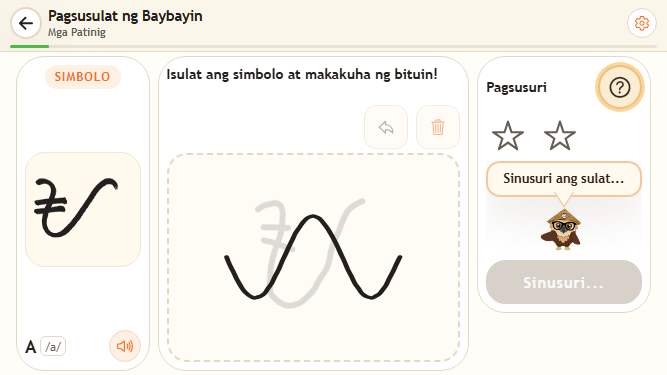 Pagsusulat ng Baybayin
Mga Patinig
SIMBOLO
ᜀ
A /a/
Isulat ang simbolo at makakuha ng bituin!
Pagsusuri
?
Sinusuri ang sulat...
Sinusuri...